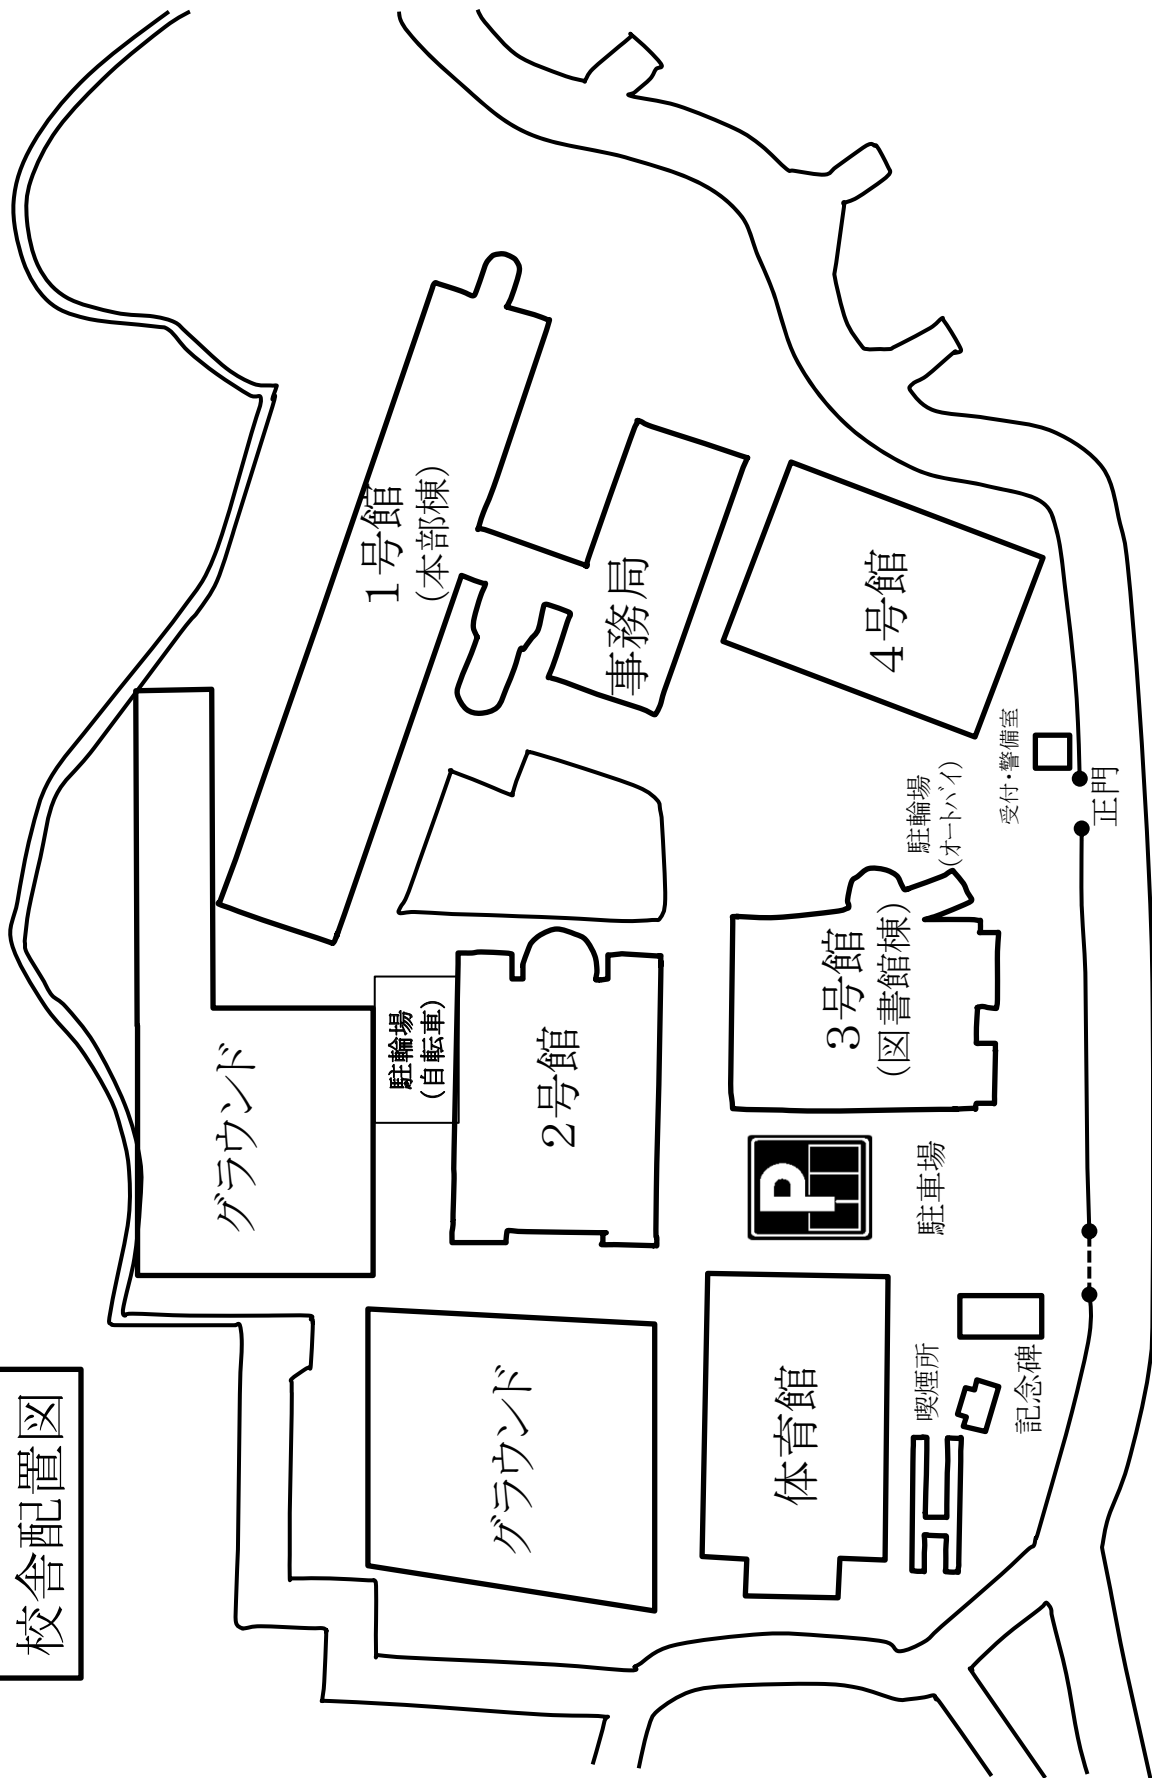 校舎配置図
グラウンド
グラウンド
駐輪場
(自転車)
1号館
(本部棟)
2号館
事務局
体育館
P
駐車場
3号館
(図書館棟)
4号館
駐輪場
(オートバイ)
受付・警備室
正門
喫煙所
記念碑